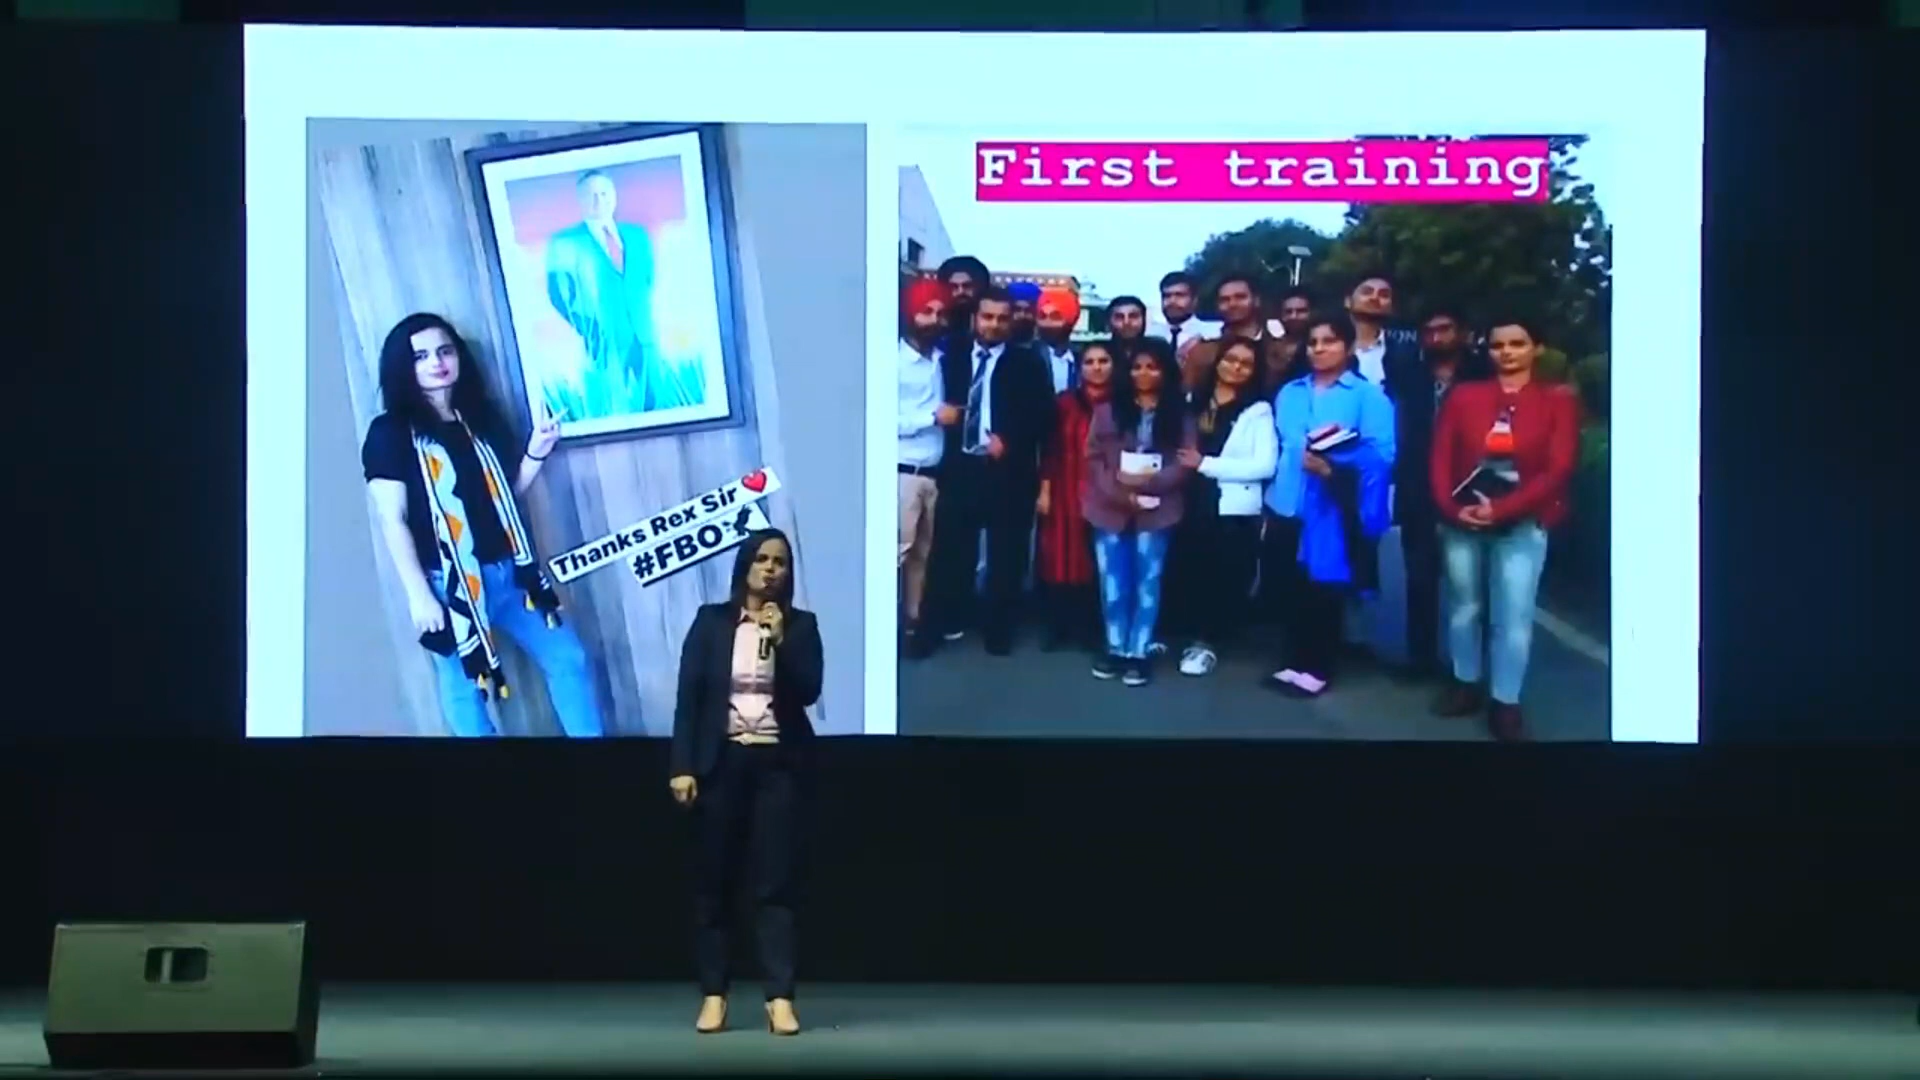 First training
Thanks Rex Sir ❤️
#FBO